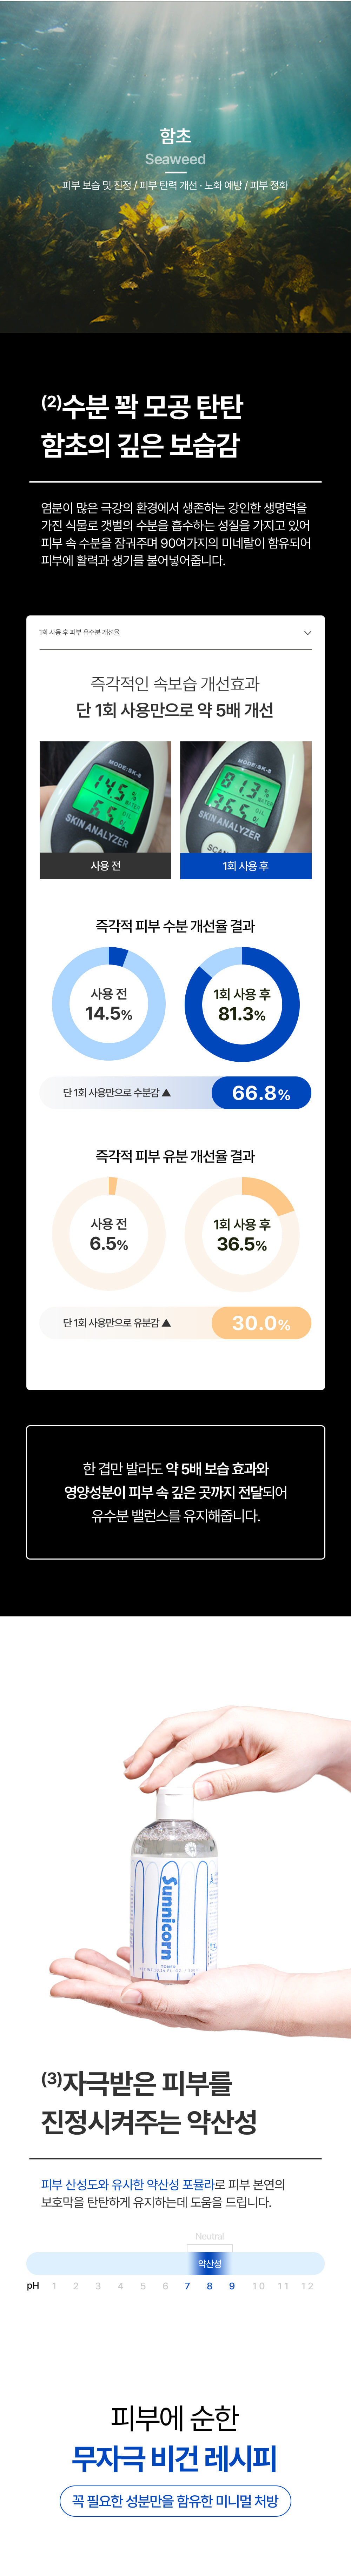 함초
Seaweed
피부 보습 및 진정 / 피부 탄력 개선 · 노화 예방 / 피부 정화
(2)수분 꽉 모공 탄탄
함초의 깊은 보습감
염분이 많은 극강의 환경에서 생존하는 강인한 생명력을
가진 식물로 갯벌의 수분을 흡수하는 성질을 가지고 있어
피부 속 수분을 잠궈주며 90여가지의 미네랄이 함유되어
피부에 활력과 생기를 불어넣어줍니다.
1회 사용 후 피부 유수분 개선율
즉각적인 속보습 개선효과
단 1회 사용만으로 약 5배 개선
MODE:SK-8
14.5%
WATER
6.5%
OIL
SKIN ANALYZER
사용 전
MODE:SK-8
81.3%
WATER
36.5%
OIL
SKIN ANALYZER
SCAN
1회 사용 후
즉각적 피부 수분 개선율 결과
사용 전
14.5%
1회 사용 후
81.3%
단 1회 사용만으로 수분감 ▲
66.8%
즉각적 피부 유분 개선율 결과
사용 전
6.5%
1회 사용 후
36.5%
단 1회 사용만으로 유분감 ▲
30.0%
한 겹만 발라도 약 5배 보습 효과와
영양성분이 피부 속 깊은 곳까지 전달되어
유수분 밸런스를 유지해줍니다.
Sunnicorn
TONER
(3)자극받은 피부를
진정시켜주는 약산성
피부 산성도와 유사한 약산성 포뮬라로 피부 본연의
보호막을 탄탄하게 유지하는데 도움을 드립니다.
Neutral
약산성
pH 1 2 3 4 5 6 7 8 9 10 11 12
피부에 순한
무자극 비건 레시피
꼭 필요한 성분만을 함유한 미니멀 처방